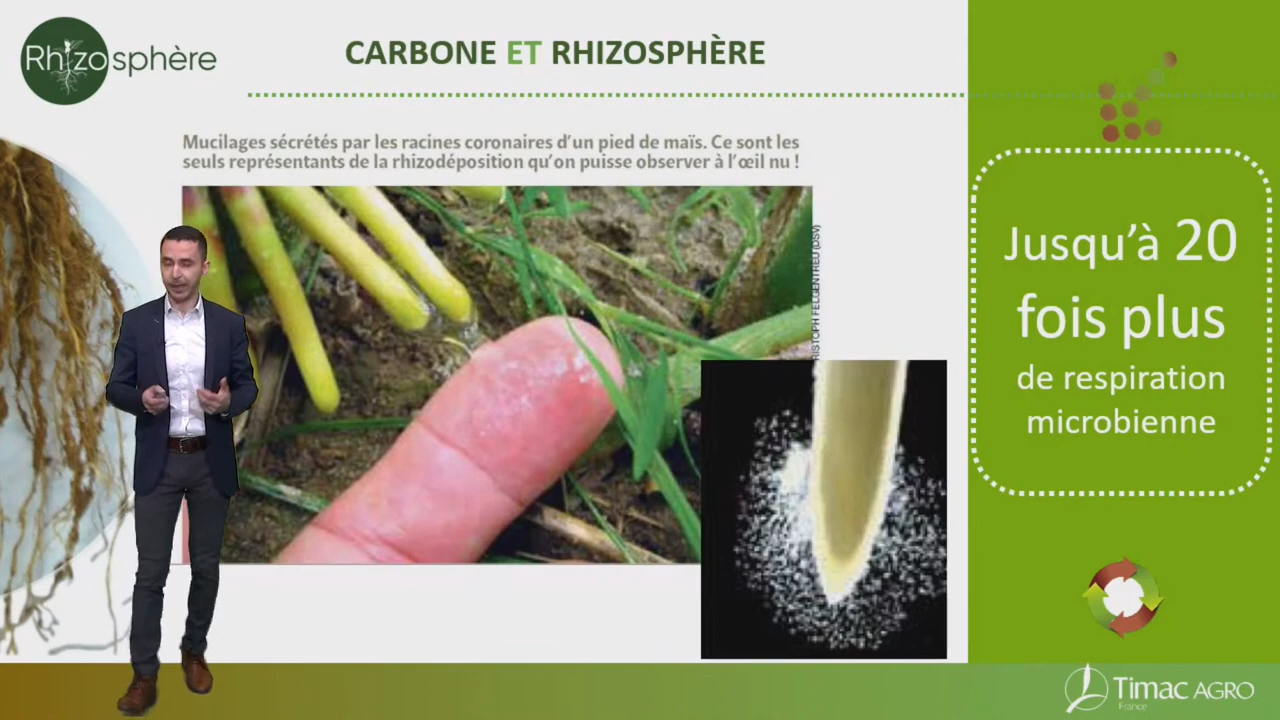 Rhizosphère
CARBONE ET RHIZOSPHÈRE
Mucilages sécrétés par les racines coronaires d'un pied de maïs. Ce sont les
seuls représentants de la rhizodéposition qu'on puisse observer à l'œil nu !
FELGENTREU (DSV)
Jusqu'à 20
fois plus
de respiration
microbienne
Timac AGRO
France